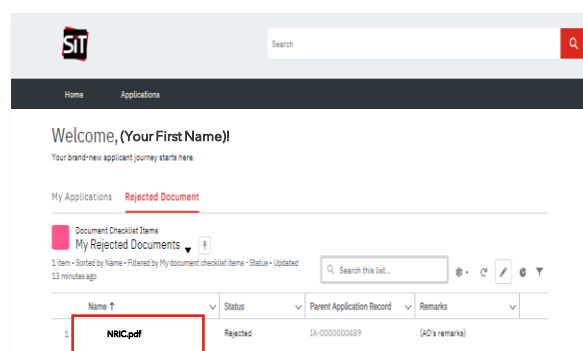 SiT
Search
Home Applications
Welcome, (Your First Name)!
Your brand-new applicant journey starts here.
My Applications Rejected Document
Document Checklist Items
My Rejected Documents
1 item • Sorted by Name • Filtered by My document checklist items - Status • Updated
13 minutes ago
Search this list...
Name Status Parent Application Record Remarks
1 NRIC.pdf Rejected IA-0000000489 (AO's remarks)